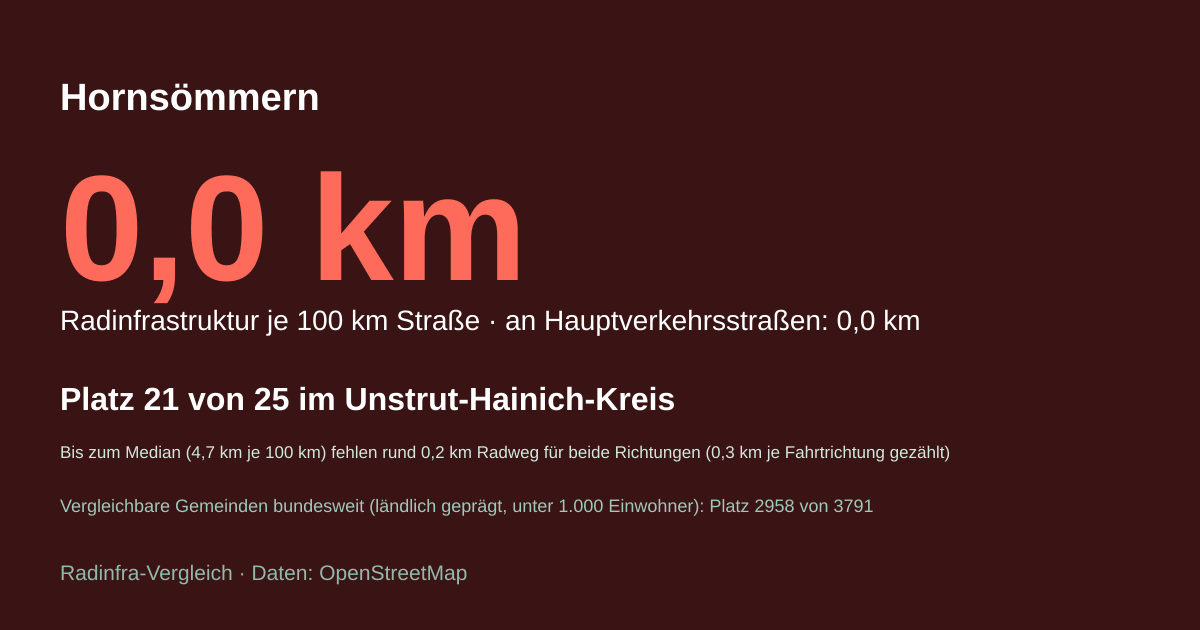 Hornsömmern
0,0 km
Radinfrastruktur je 100 km Straße · an Hauptverkehrsstraßen: 0,0 km
Platz 21 von 25 im Unstrut-Hainich-Kreis
Bis zum Median (4,7 km je 100 km) fehlen rund 0,2 km Radweg für beide Richtungen (0,3 km je Fahrtrichtung gezählt)
Vergleichbare Gemeinden bundesweit (ländlich geprägt, unter 1.000 Einwohner): Platz 2958 von 3791
Radinfra-Vergleich · Daten: OpenStreetMap